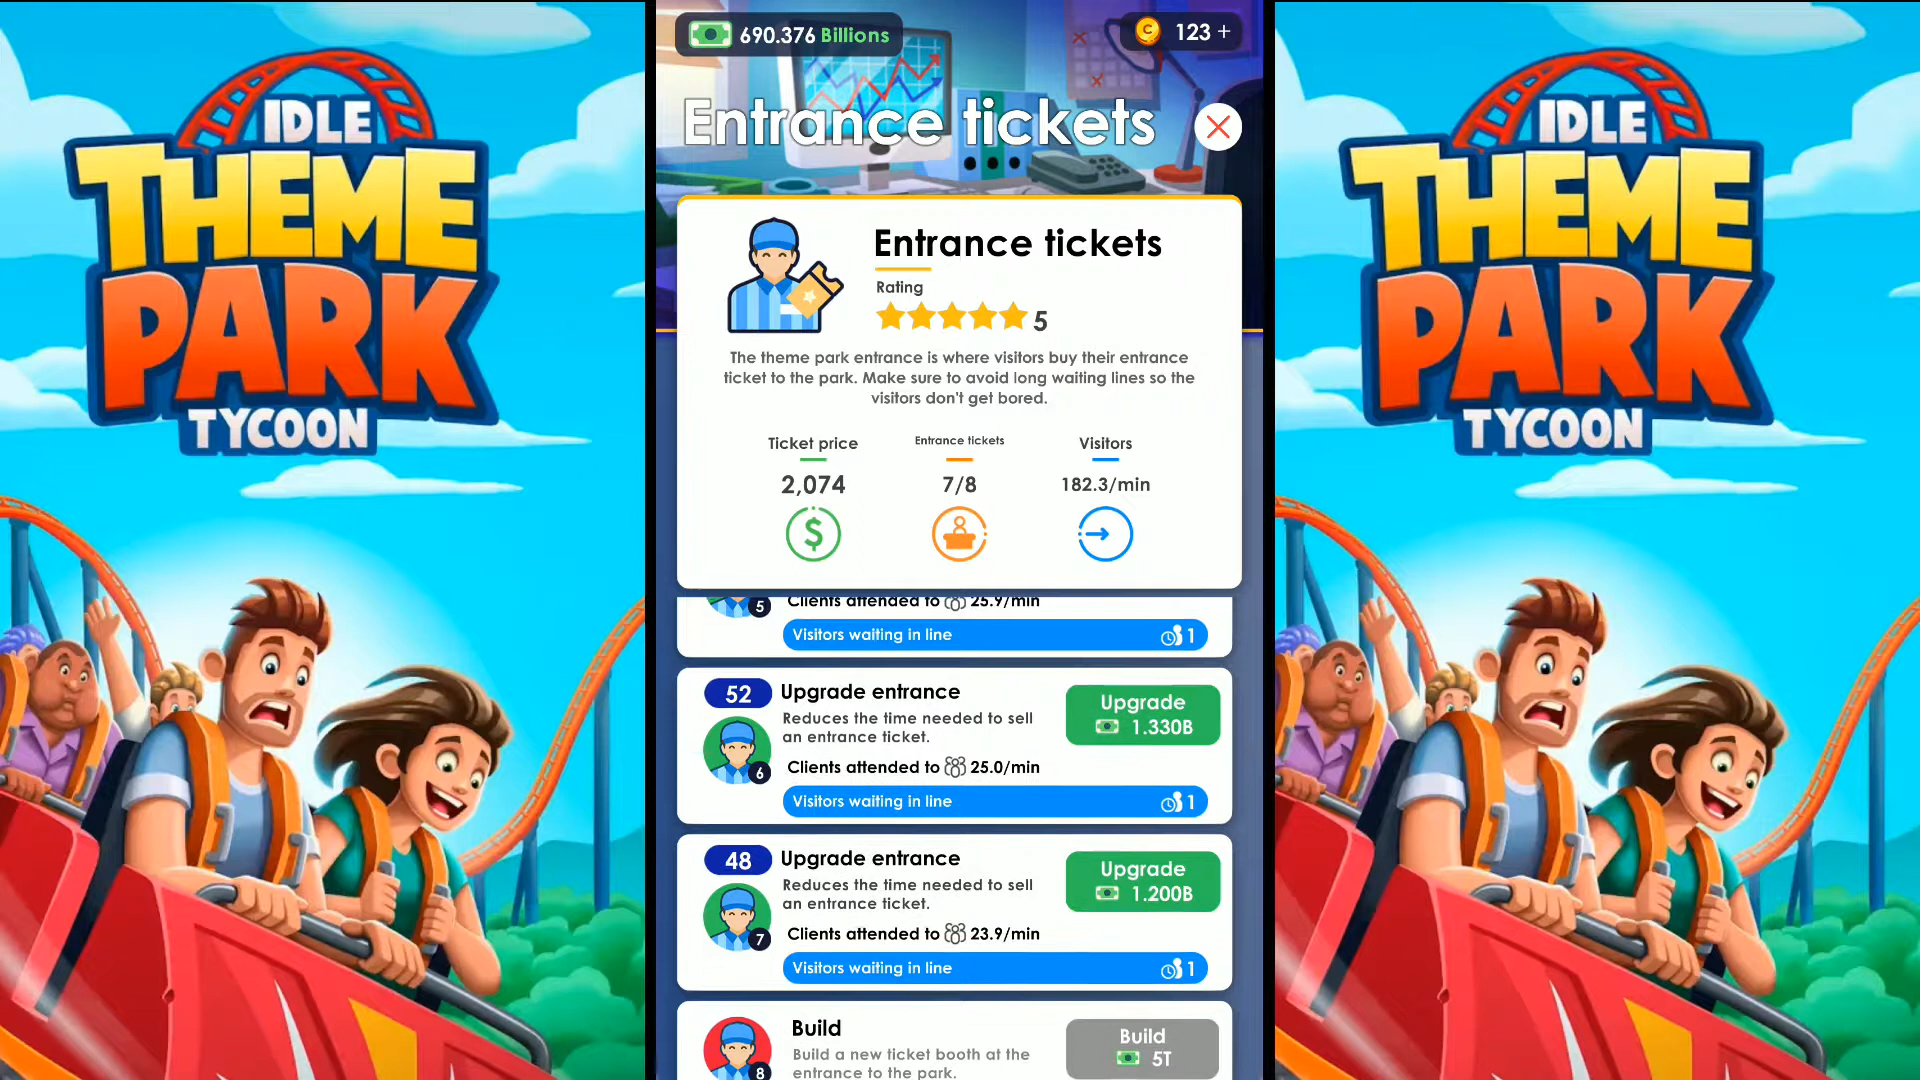 IDLE
THEME
PARK
TYCOON
690.376 Billions
123 +
Entrance tickets
Entrance tickets
Rating
5
The theme park entrance is where visitors buy their entrance
ticket to the park. Make sure to avoid long waiting lines so the
visitors don't get bored.
Ticket price
Entrance tickets
Visitors
2,074
7/8
182.3/min
5
Clients attended to 25.9/min
Visitors waiting in line
1
52
Upgrade entrance
Reduces the time needed to sell
an entrance ticket.
Upgrade
1.330B
6
Clients attended to 25.0/min
Visitors waiting in line
1
48
Upgrade entrance
Reduces the time needed to sell
an entrance ticket.
Upgrade
1.200B
7
Clients attended to 23.9/min
Visitors waiting in line
1
Build
Build a new ticket booth at the
entrance to the park.
Build
5T
8
IDLE
THEME
PARK
TYCOON